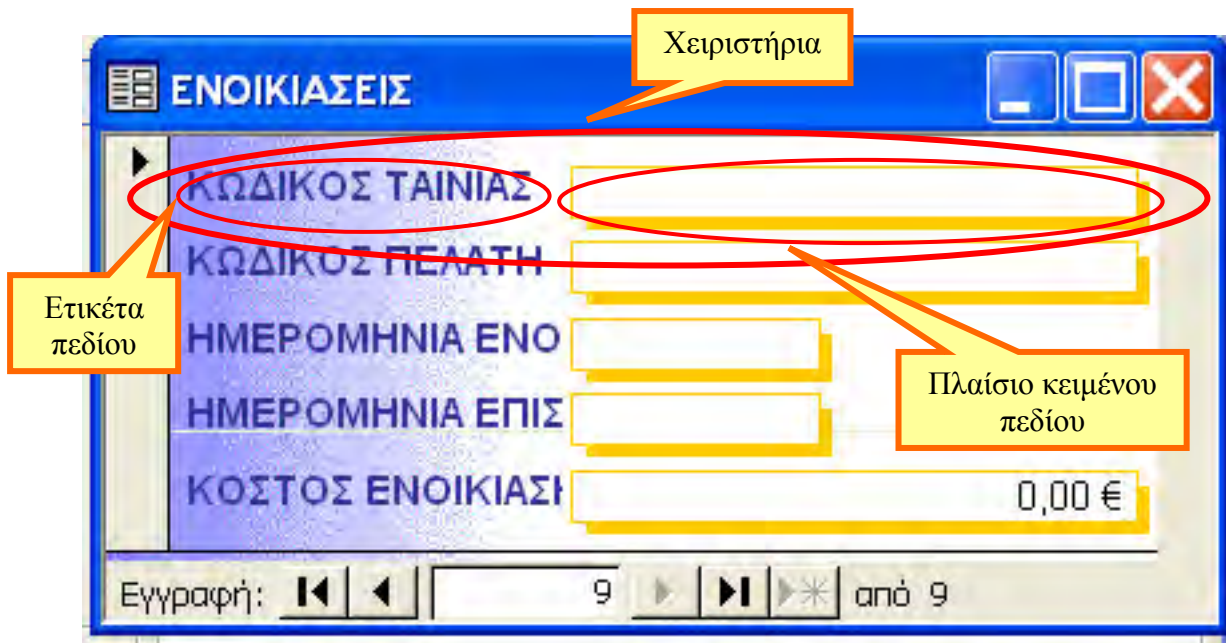 Χειριστήρια
ΕΝΟΙΚΙΑΣΕΙΣ
ΚΩΔΙΚΟΣ ΤΑΙΝΙΑΣ
ΚΩΔΙΚΟΣ ΠΕΛΑΤΗ
Ετικέτα
πεδίου
ΗΜΕΡΟΜΗΝΙΑ ΕΝΟ
Πλαίσιο κειμένου
πεδίου
ΗΜΕΡΟΜΗΝΙΑ ΕΠΙΣ
ΚΟΣΤΟΣ ΕΝΟΙΚΙΑΣΗ 0,00 €
Εγγραφή: 9 από 9